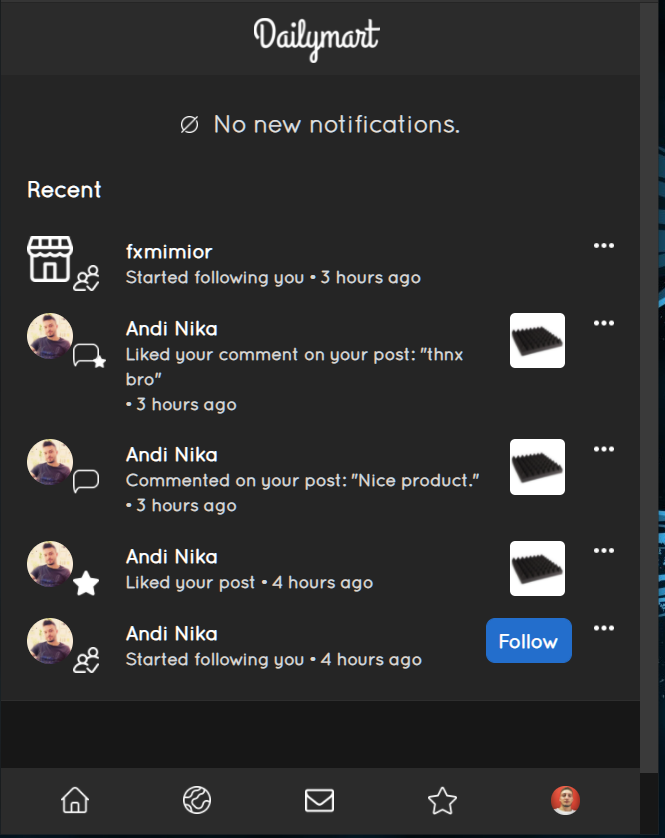 Dailymart
No new notifications.
Recent
fxmimior
Started following you • 3 hours ago
Andi Nika
Liked your comment on your post: "thnx
bro"
• 3 hours ago
Andi Nika
Commented on your post: "Nice product."
• 3 hours ago
Andi Nika
Liked your post • 4 hours ago
Andi Nika
Started following you • 4 hours ago
Follow